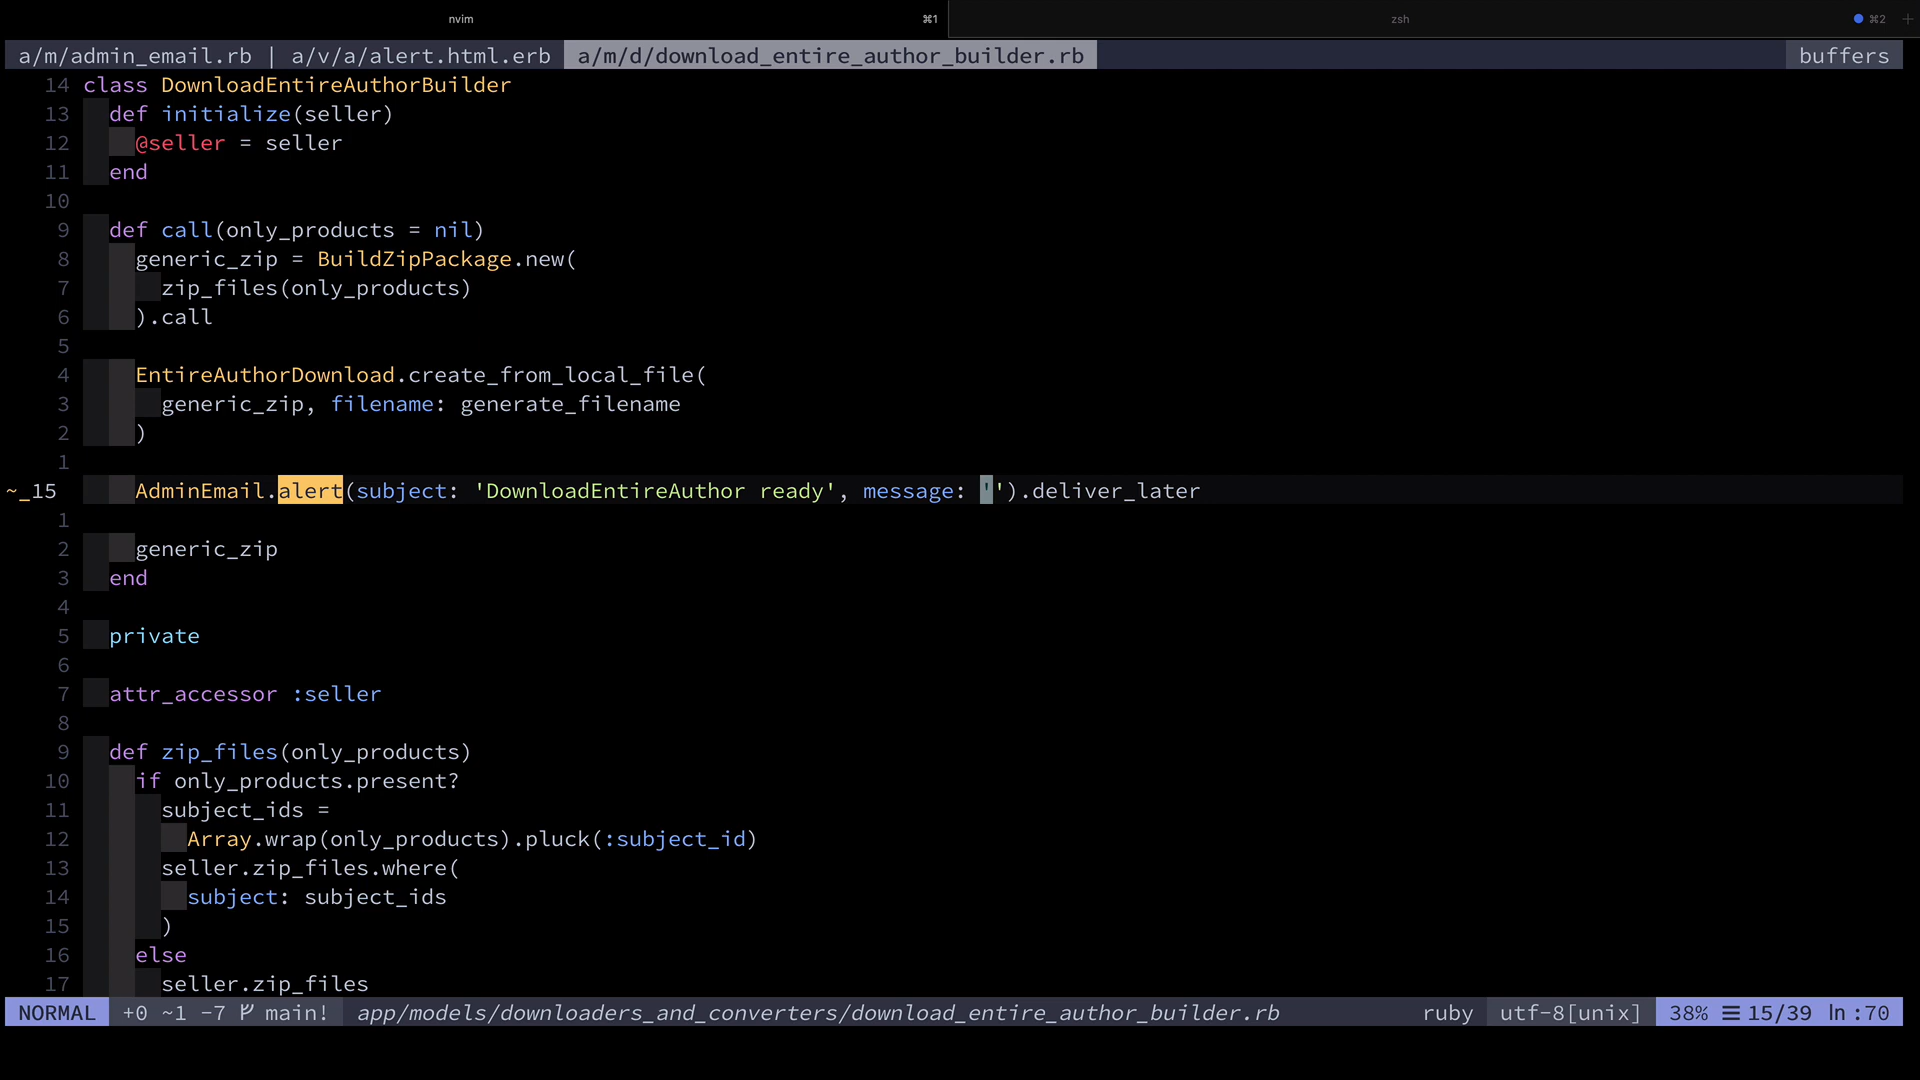 nvim ⌘1 zsh ⌘2 +
a/m/admin_email.rb | a/v/a/alert.html.erb a/m/d/download_entire_author_builder.rb buffers
14 class DownloadEntireAuthorBuilder
13 def initialize(seller)
12 @seller = seller
11 end
10
9 def call(only_products = nil)
8 generic_zip = BuildZipPackage.new(
7 zip_files(only_products)
6 ).call
5
4 EntireAuthorDownload.create_from_local_file(
3 generic_zip, filename: generate_filename
2 )
1
~_15 AdminEmail.alert(subject: 'DownloadEntireAuthor ready', message: '').deliver_later
1
2 generic_zip
3 end
4
5 private
6
7 attr_accessor :seller
8
9 def zip_files(only_products)
10 if only_products.present?
11 subject_ids =
12 Array.wrap(only_products).pluck(:subject_id)
13 seller.zip_files.where(
14 subject: subject_ids
15 )
16 else
17 seller.zip_files
NORMAL +0 ~1 -7 main! app/models/downloaders_and_converters/download_entire_author_builder.rb ruby utf-8[unix] 38% ☰ 15/39 ln :70